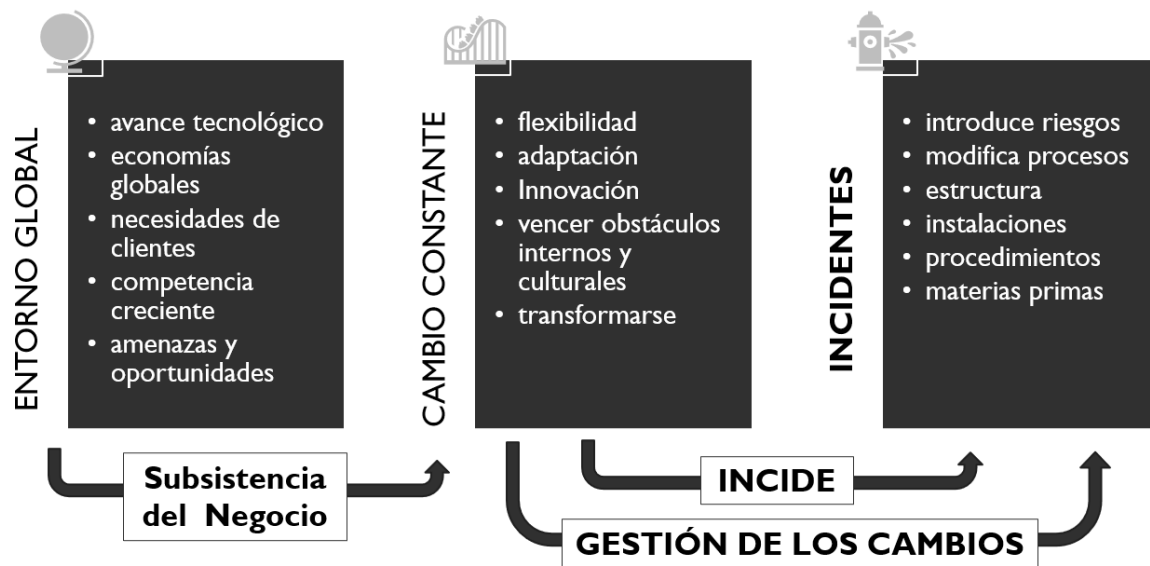 ENTORNO GLOBAL
• avance tecnológico
• economías
globales
• necesidades de
clientes
• competencia
creciente
• amenazas y
oportunidades
CAMBIO CONSTANTE
• flexibilidad
• adaptación
• Innovación
• vencer obstáculos
internos y
culturales
• transformarse
INCIDENTES
• introduce riesgos
• modifica procesos
• estructura
• instalaciones
• procedimientos
• materias primas
Subsistencia
del Negocio
INCIDE
GESTIÓN DE LOS CAMBIOS